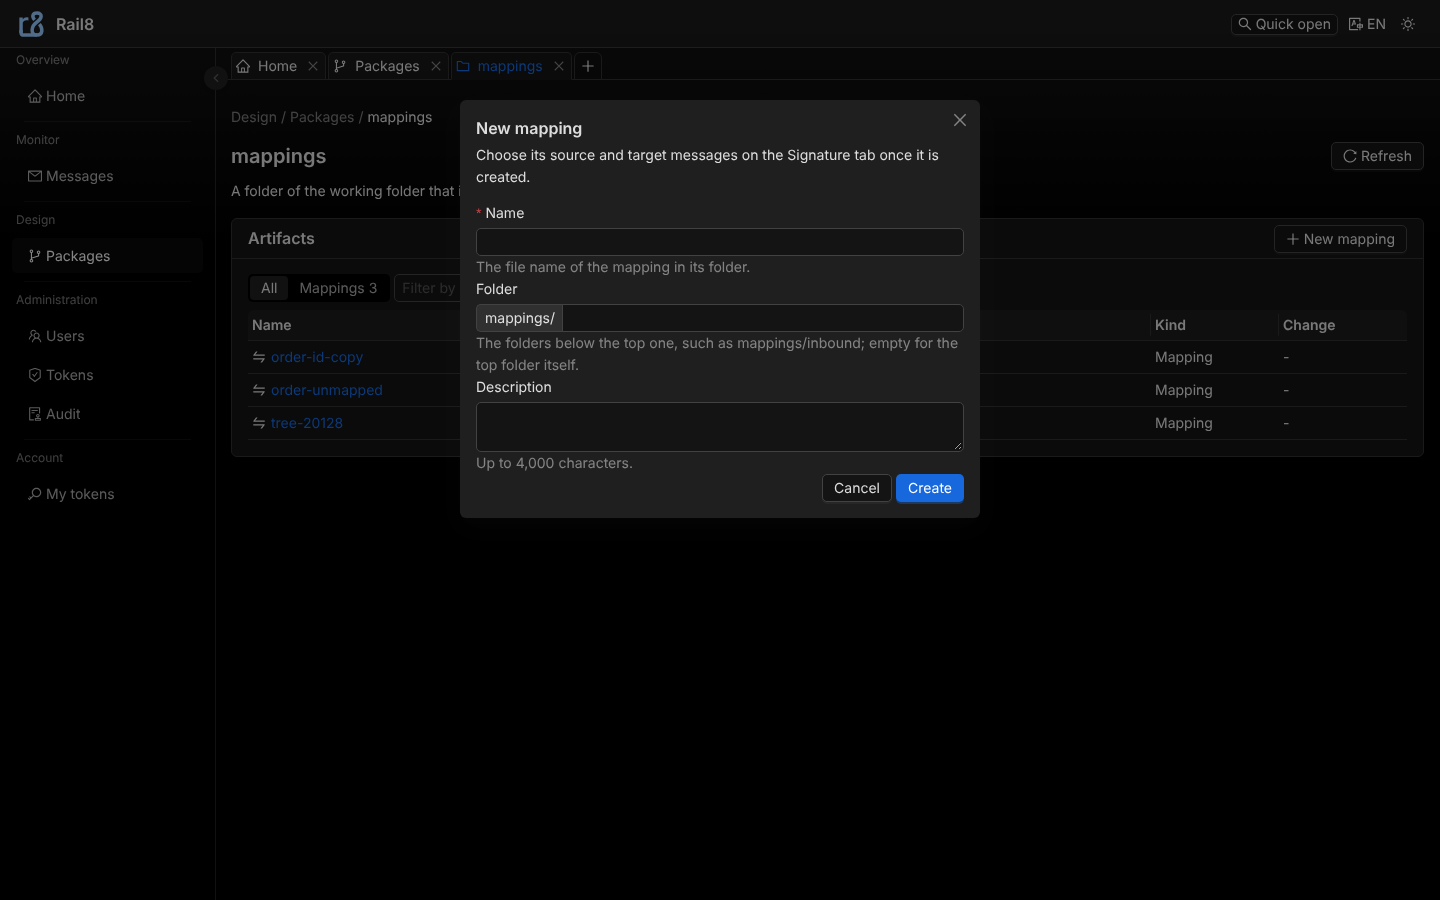 Rail8
Quick open
EN
Overview
Home
Monitor
Messages
Design
Packages
Administration
Users
Tokens
Audit
Account
My tokens
Home
Packages
mappings
Design / Packages / mappings
mappings
Refresh
A folder of the working folder that
Artifacts
New mapping
All
Mappings 3
Filter by
Name
Kind
Change
order-id-copy
Mapping
-
order-unmapped
Mapping
-
tree-20128
Mapping
-
New mapping
Choose its source and target messages on the Signature tab once it is
created.
* Name
The file name of the mapping in its folder.
Folder
mappings/
The folders below the top one, such as mappings/inbound; empty for the
top folder itself.
Description
Up to 4,000 characters.
Cancel
Create